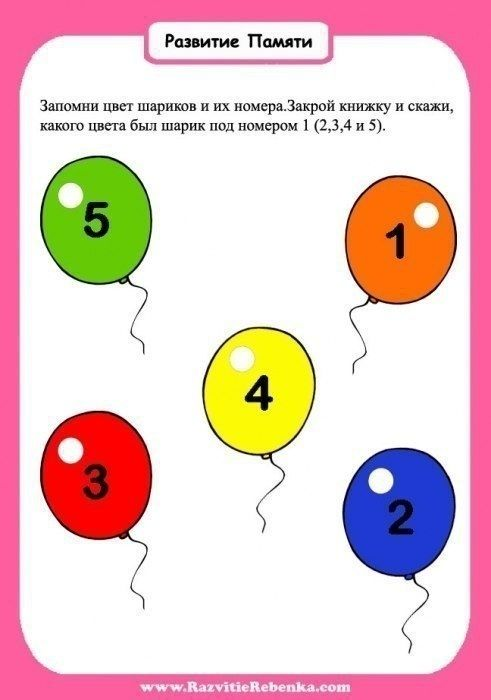 Развитие Памяти
Запомни цвет шариков и их номера.Закрой книжку и скажи,
какого цвета был шарик под номером 1 (2,3,4 и 5).
5
1
4
3
2
www.RazvitieRebenka.com